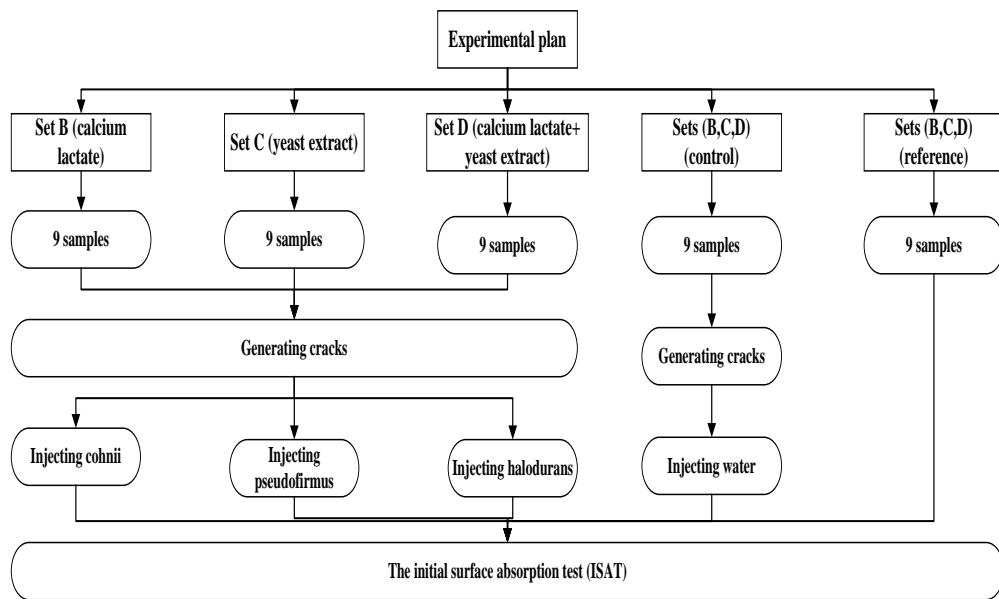 Experimental plan
Set B (calcium
lactate)
Set C (yeast extract)
Set D (calcium lactate+
yeast extract)
Sets (B,C,D)
(control)
Sets (B,C,D)
(reference)
9 samples
9 samples
9 samples
9 samples
9 samples
Generating cracks
Generating cracks
Injecting cohnii
Injecting
pseudofirmus
Injecting halodurans
Injecting water
The initial surface absorption test (ISAT)